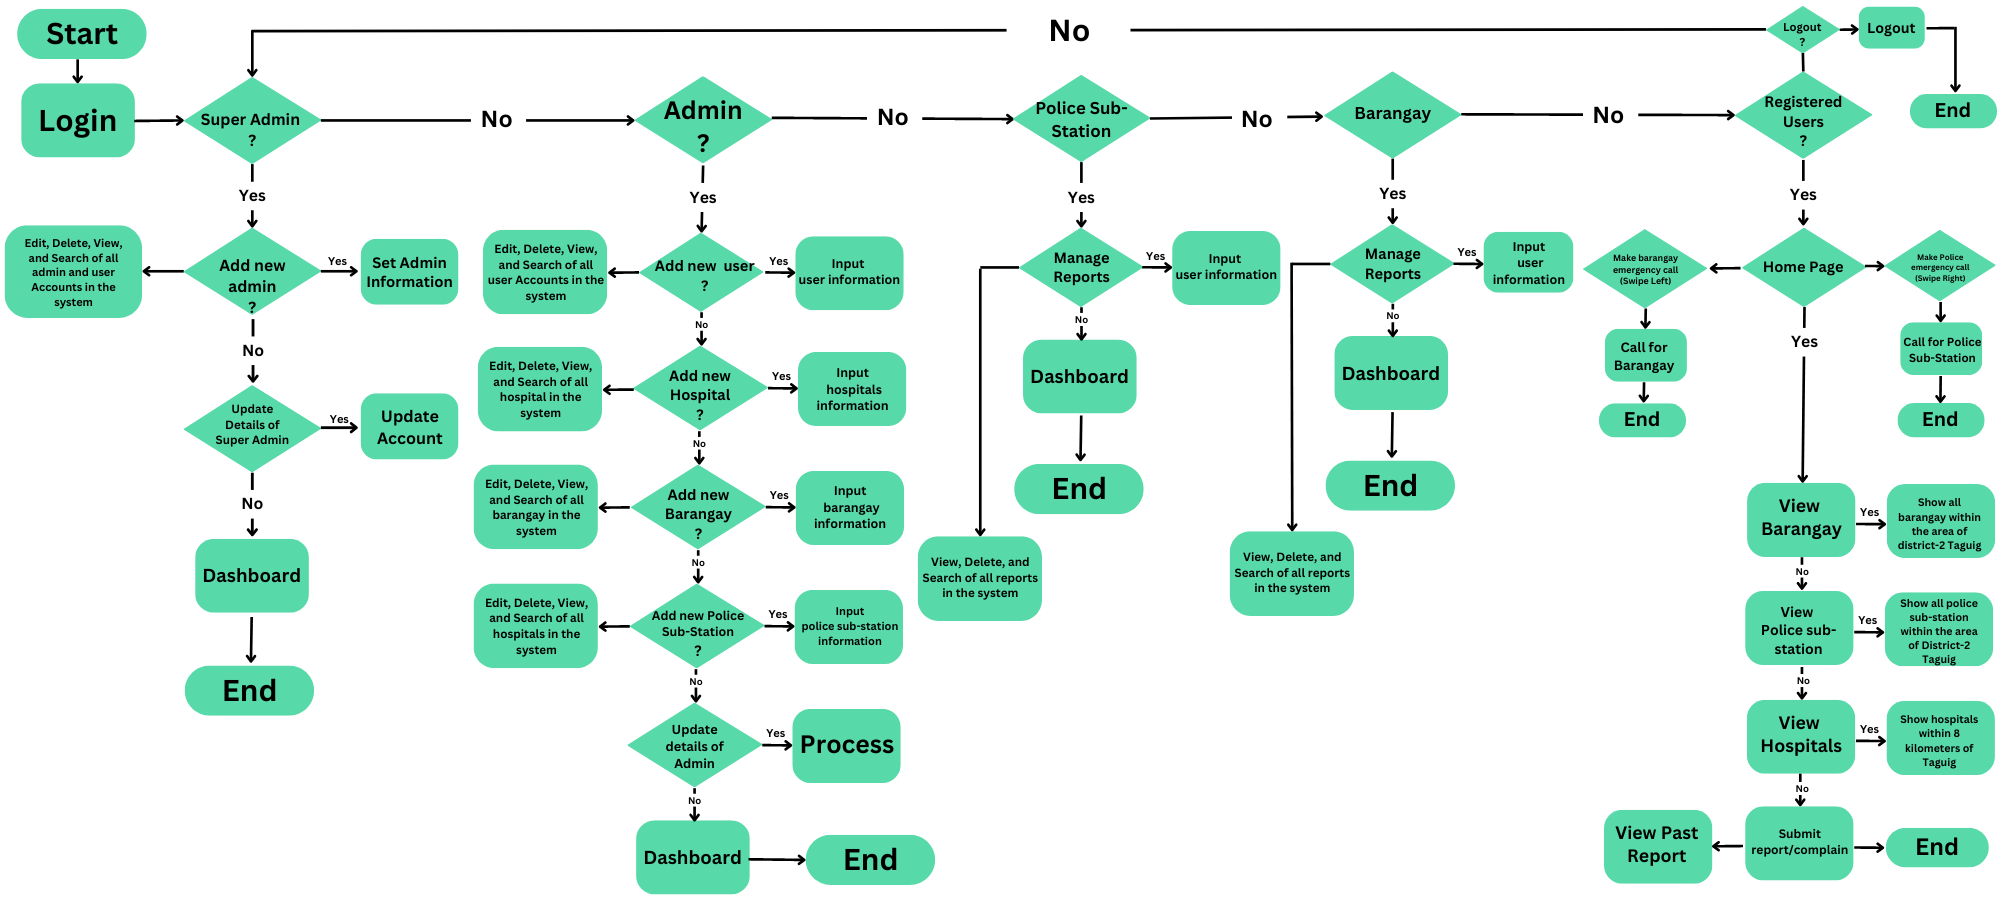 Start
No
Logout
?
Logout
Login
Super Admin
?
No
Admin
?
No
Police Sub-
Station
No
Barangay
No
Registered
Users
?
End
Yes
Yes
Yes
Yes
Yes
Edit, Delete, View,
and Search of all
admin and user
Accounts in the
system
Add new
admin
?
Yes
Set Admin
Information
No
Update
Details of
Super Admin
Yes
Update
Account
No
Dashboard
End
Edit, Delete, View,
and Search of all
user Accounts in the
system
Add new user
?
Yes
Input
user information
No
Edit, Delete, View,
and Search of all
hospital in the
system
Add new
Hospital
?
Yes
Input
hospitals
information
No
Edit, Delete, View,
and Search of all
barangay in the
system
Add new
Barangay
?
Yes
Input
barangay
information
No
Edit, Delete, View,
and Search of all
hospitals in the
system
Add new Police
Sub-Station
?
Yes
Input
police sub-station
information
No
Update
details of
Admin
Yes
Process
No
Dashboard
End
Manage
Reports
Yes
Input
user information
No
Dashboard
End
View, Delete, and
Search of all reports
in the system
Manage
Reports
Yes
Input
user
information
No
Dashboard
End
View, Delete, and
Search of all reports
in the system
Make barangay
emergency call
(Swipe Left)
Home Page
Make Police
emergency call
(Swipe Right)
Call for
Barangay
End
Call for Police
Sub-Station
End
Yes
View
Barangay
Yes
Show all
barangay within
the area of
district-2 Taguig
No
View
Police sub-
station
Yes
Show all police
sub-station
within the area
of District-2
Taguig
No
View
Hospitals
Yes
Show hospitals
within 8
kilometers of
Taguig
No
View Past
Report
Submit
report/complain
End